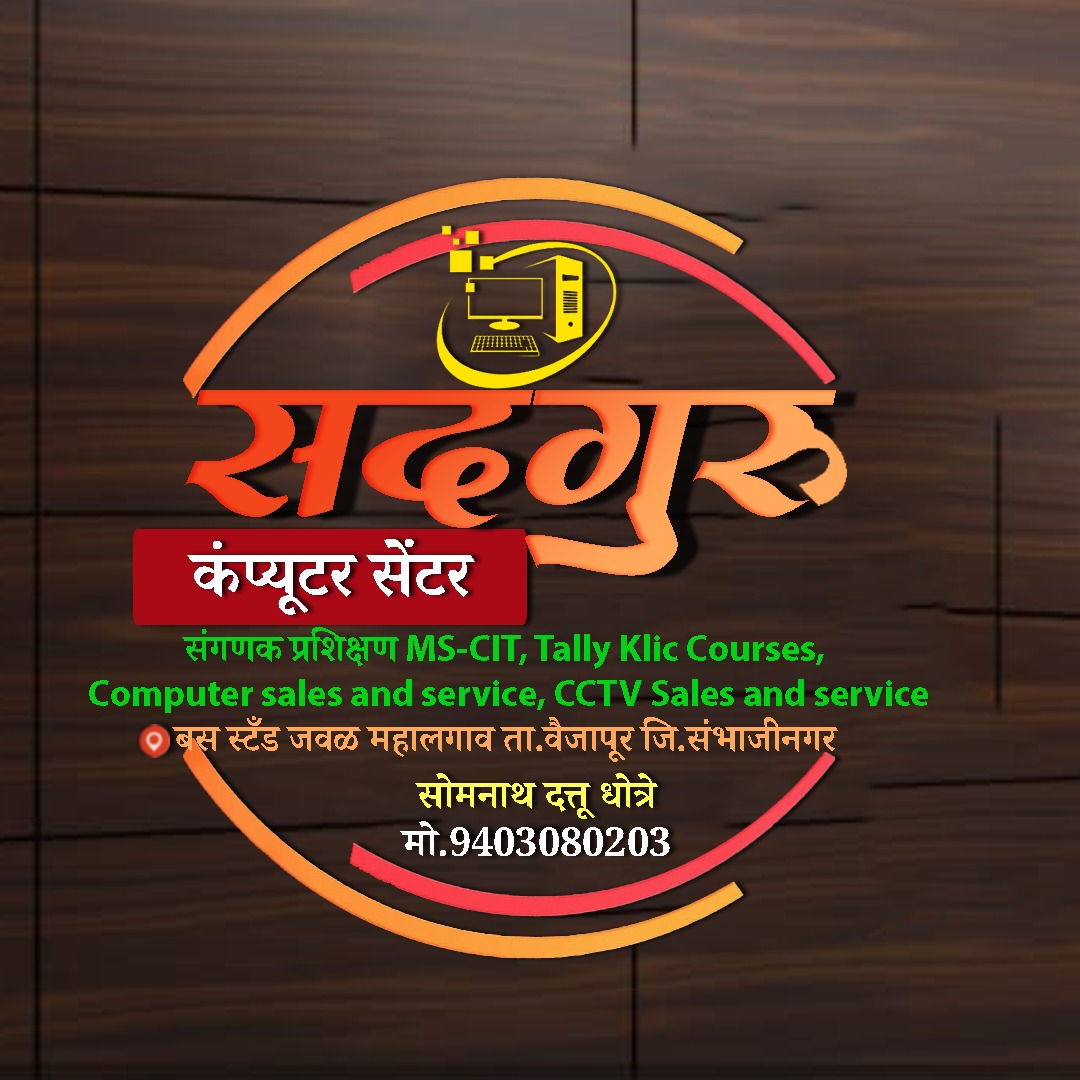 सदगुरु
कंप्यूटर सेंटर
संगणक प्रशिक्षण MS-CIT, Tally Klic Courses,
Computer sales and service, CCTV Sales and service
बस स्टँड जवळ महालगाव ता.वैजापूर जि.संभाजीनगर
सोमनाथ दत्तू धोत्रे
मो.9403080203